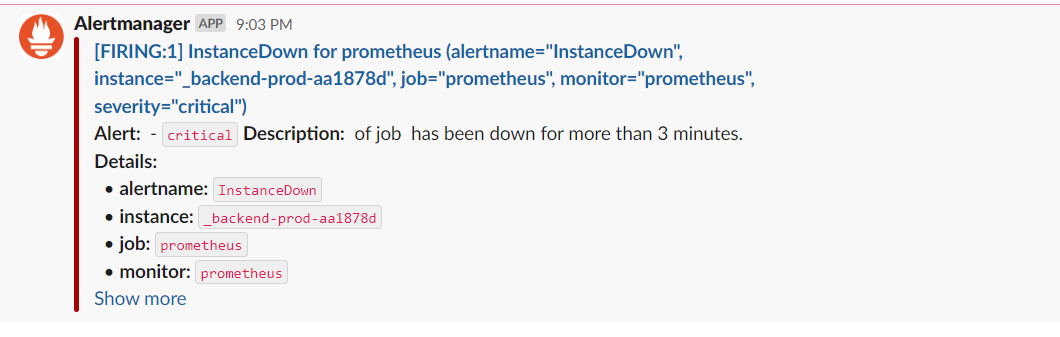 Alertmanager APP 9:03 PM
[FIRING:1] InstanceDown for prometheus (alertname="InstanceDown",
instance="_backend-prod-aa1878d", job="prometheus", monitor="prometheus",
severity="critical")
Alert: - critical Description: of job has been down for more than 3 minutes.
Details:
• alertname: InstanceDown
• instance: _backend-prod-aa1878d
• job: prometheus
• monitor: prometheus
Show more